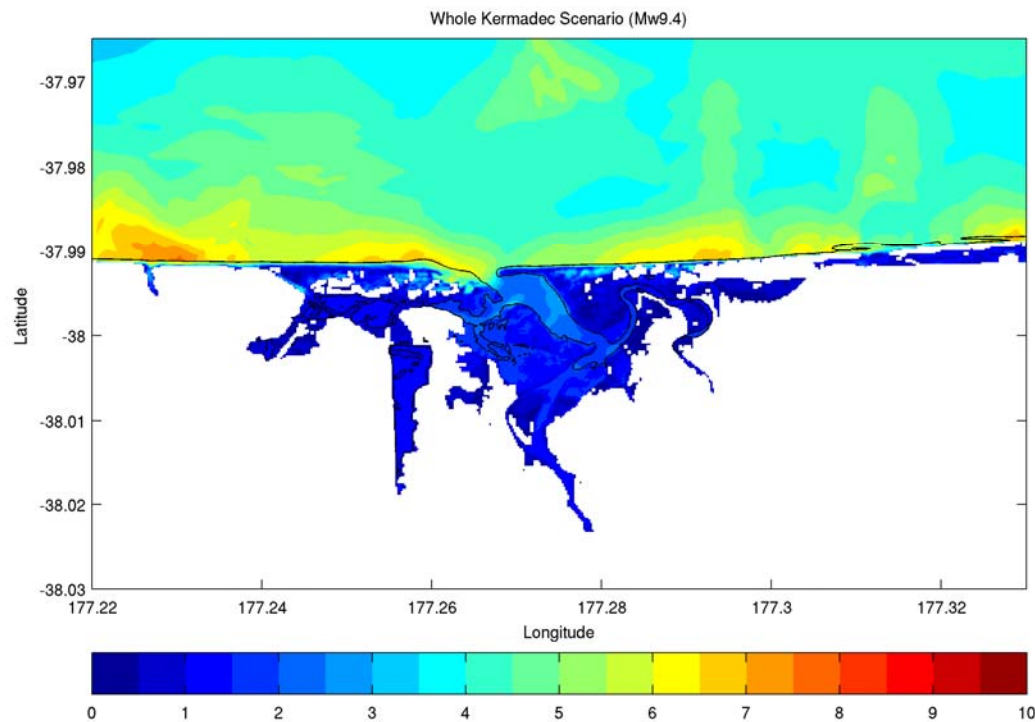 Whole Kermadec Scenario (Mw9.4)
-37.97
-37.98
-37.99
-38
-38.01
-38.02
-38.03
Latitude
177.22 177.24 177.26 177.28 177.3 177.32
Longitude
0 1 2 3 4 5 6 7 8 9 10